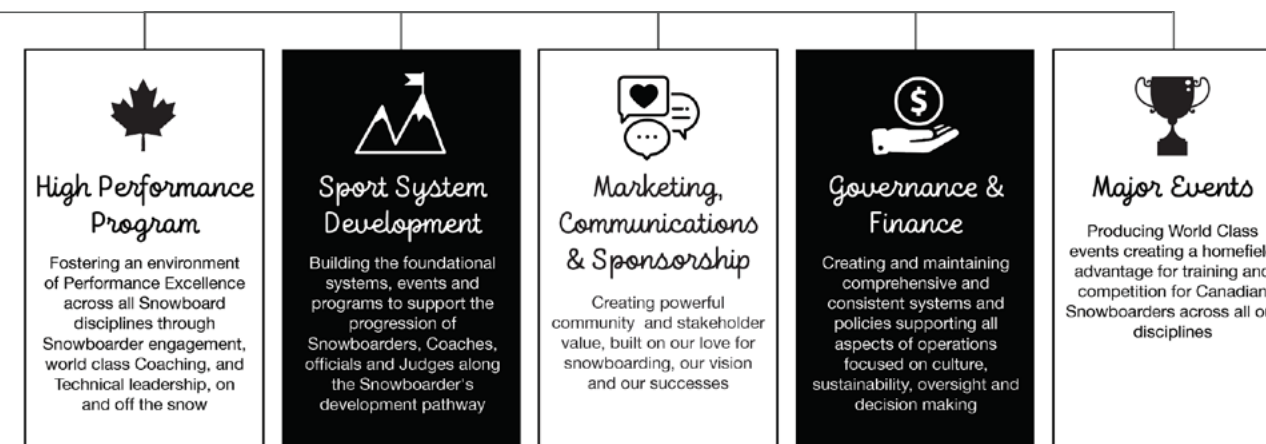 High Performance
Program
Fostering an environment
of Performance Excellence
across all Snowboard
disciplines through
Snowboarder engagement,
world class Coaching, and
Technical leadership, on
and off the snow
Sport System
Development
Building the foundational
systems, events and
programs to support the
progression of
Snowboarders, Coaches,
officials and Judges along
the Snowboarder's
development pathway
Marketing,
Communications
& Sponsorship
Creating powerful
community and stakeholder
value, built on our love for
snowboarding, our vision
and our successes
$
Governance &
Finance
Creating and maintaining
comprehensive and
consistent systems and
policies supporting all
aspects of operations
focused on culture,
sustainability, oversight and
decision making
Major Events
Producing World Class
events creating a homefield
advantage for training and
competition for Canadian
Snowboarders across all
disciplines